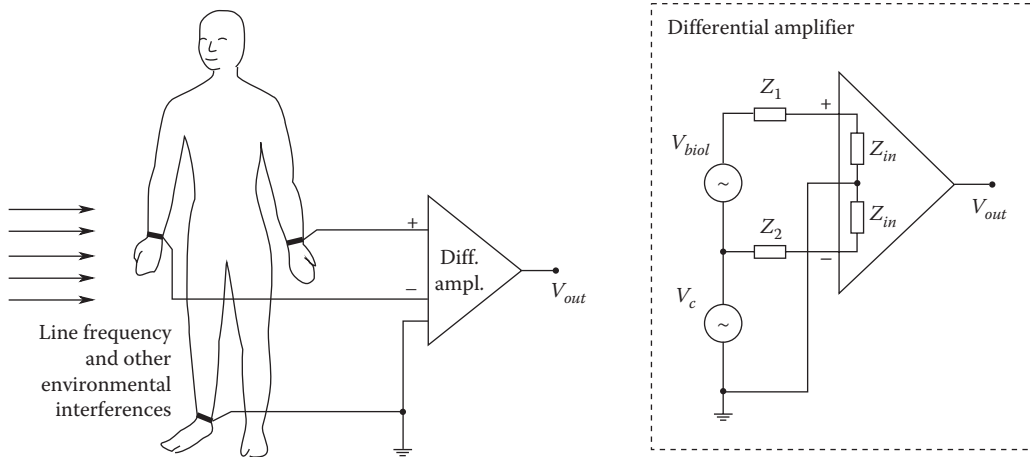 Line frequency
and other
environmental
interferences
+
−
Diff.
ampl.
V_out
Differential amplifier
Z_1
+
V_biol
Z_in
Z_in
V_out
Z_2
−
V_c
~
~